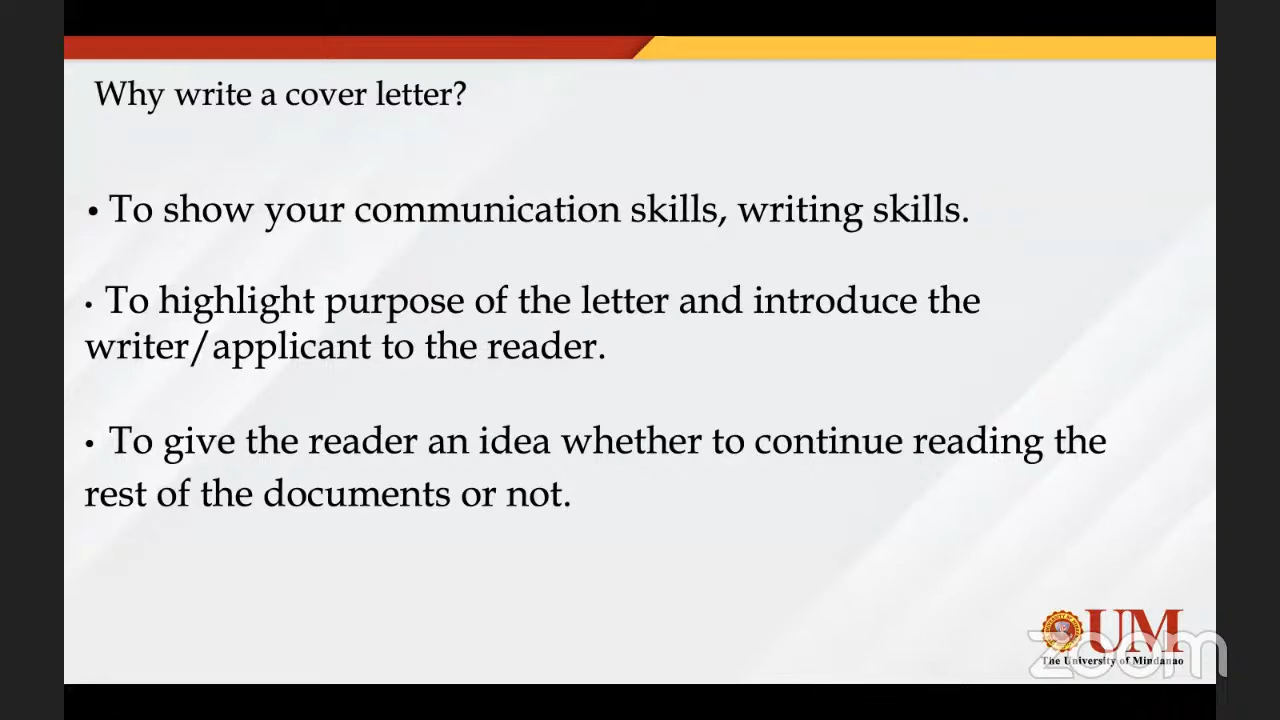 Why write a cover letter?
• To show your communication skills, writing skills.
• To highlight purpose of the letter and introduce the
writer/applicant to the reader.
• To give the reader an idea whether to continue reading the
rest of the documents or not.
UM
The University of Mindanao
zoom